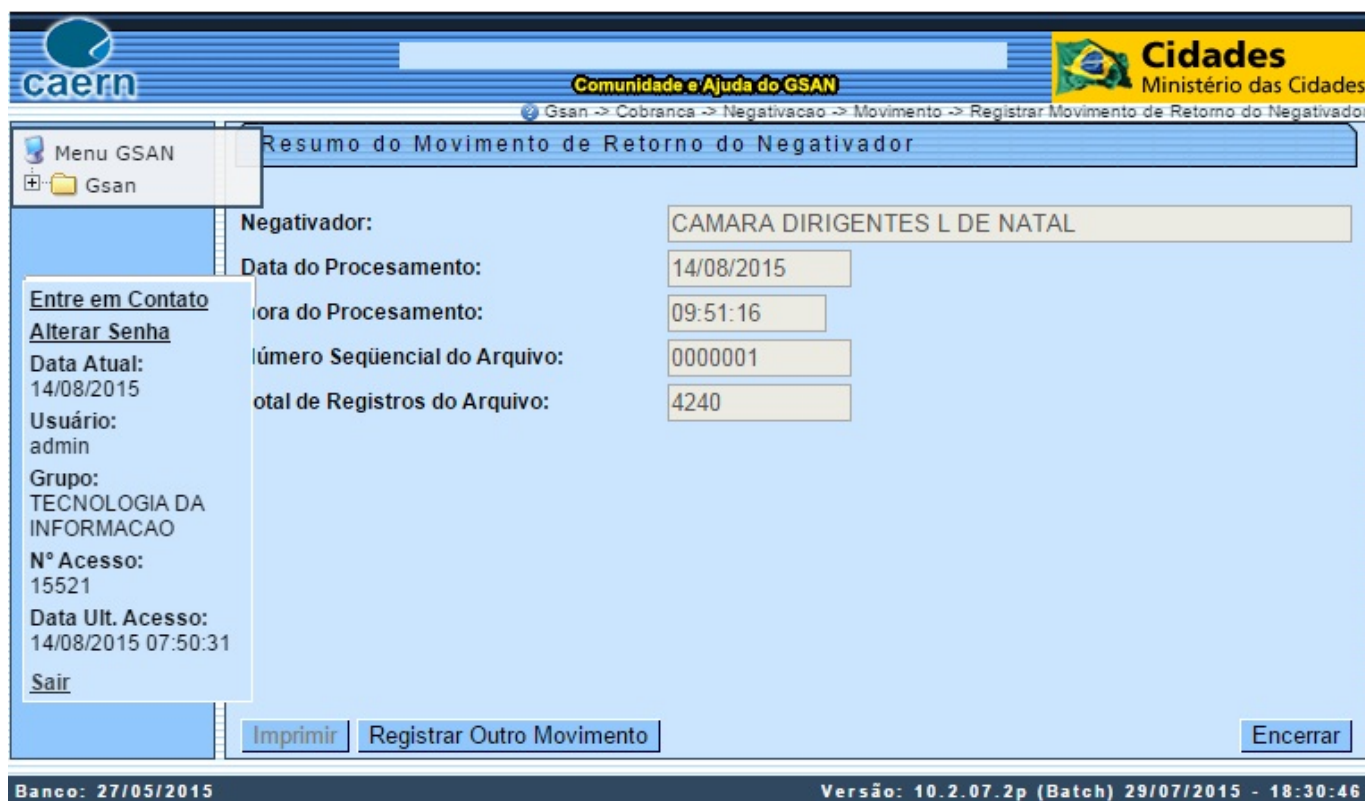 caern
Comunidade e Ajuda do GSAN
Cidades
Ministério das Cidades
Gsan -> Cobranca -> Negativacao -> Movimento -> Registrar Movimento de Retorno do Negativador
Menu GSAN
Gsan
Resumo do Movimento de Retorno do Negativador
Negativador: CAMARA DIRIGENTES L DE NATAL
Data do Procesamento: 14/08/2015
ora do Procesamento: 09:51:16
úmero Seqüencial do Arquivo: 0000001
otal de Registros do Arquivo: 4240
Entre em Contato
Alterar Senha
Data Atual:
14/08/2015
Usuário:
admin
Grupo:
TECNOLOGIA DA
INFORMACAO
Nº Acesso:
15521
Data Ult. Acesso:
14/08/2015 07:50:31
Sair
Imprimir Registrar Outro Movimento Encerrar
Banco: 27/05/2015 Versão: 10.2.07.2p (Batch) 29/07/2015 - 18:30:46